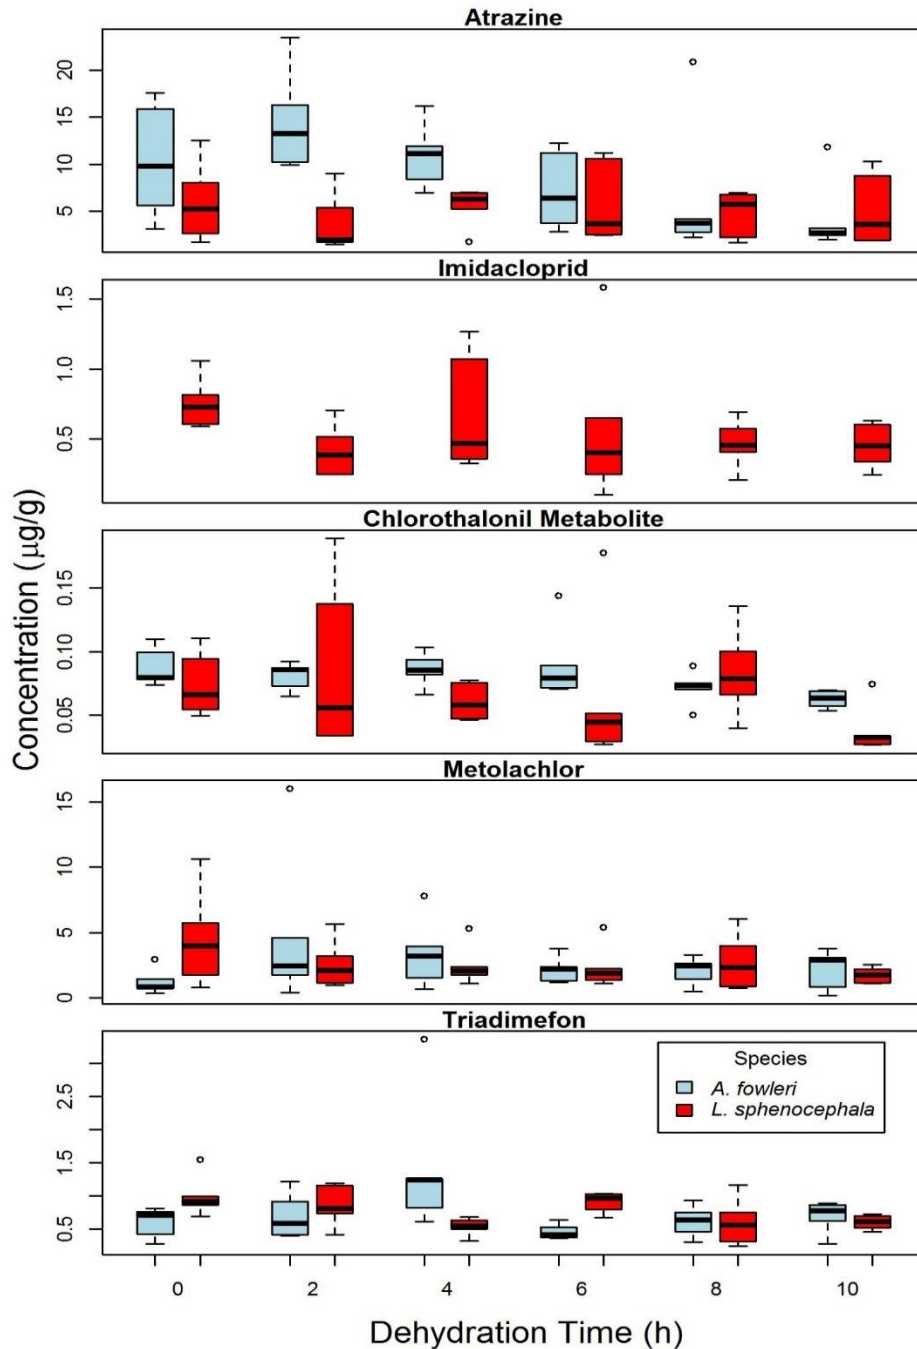 Atrazine
20
15
10
5
Imidacloprid
1.5
1.0
0.5
Chlorothalonil Metabolite
0.15
0.10
0.05
Metolachlor
15
10
5
0
Triadimefon
2.5
1.5
0.5
Species
A. fowleri
L. sphenocephala
0 2 4 6 8 10
Dehydration Time (h)
Concentration (µg/g)